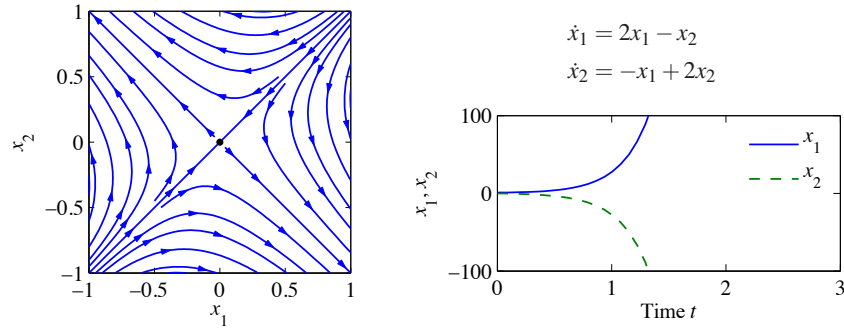 1
0.5
0
−0.5
−1
−1 −0.5 0 0.5 1
x₂
x₁
ẋ₁ = 2x₁ − x₂
ẋ₂ = −x₁ + 2x₂
100
0
−100
0 1 2 3
x₁, x₂
Time t
x₁
x₂